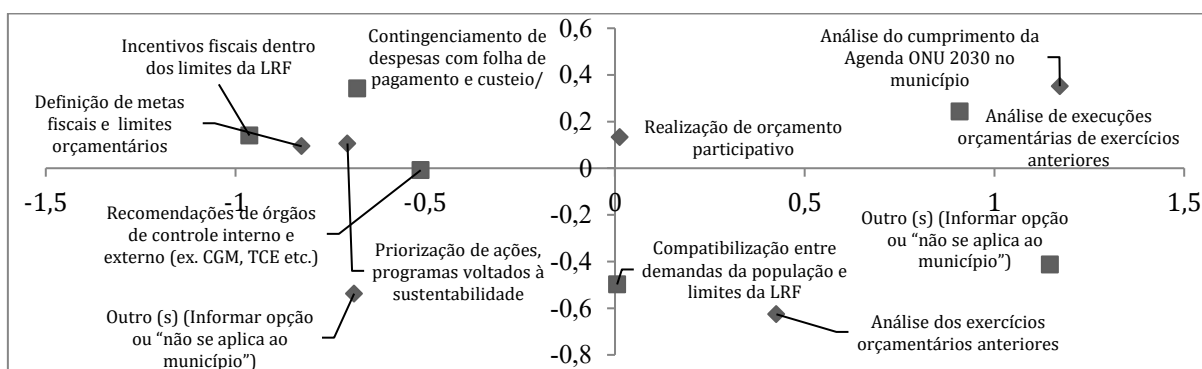 0,6
0,4
0,2
0
-0,2
-0,4
-0,6
-0,8
-1,5
-1
-0,5
0
0,5
1
1,5
Incentivos fiscais dentro
dos limites da LRF
Definição de metas
fiscais e limites
orçamentários
Contingenciamento de
despesas com folha de
pagamento e custeio/
Análise do cumprimento da
Agenda ONU 2030 no
município
Realização de orçamento
participativo
Análise de execuções
orçamentárias de exercícios
anteriores
Recomendações de órgãos
de controle interno e
externo (ex. CGM, TCE etc.)
Priorização de ações,
programas voltados à
sustentabilidade
Compatibilização entre
demandas da população e
limites da LRF
Outro (s) (Informar opção
ou “não se aplica ao
município”)
Outro (s) (Informar opção
ou “não se aplica ao
município”)
Análise dos exercícios
orçamentários anteriores